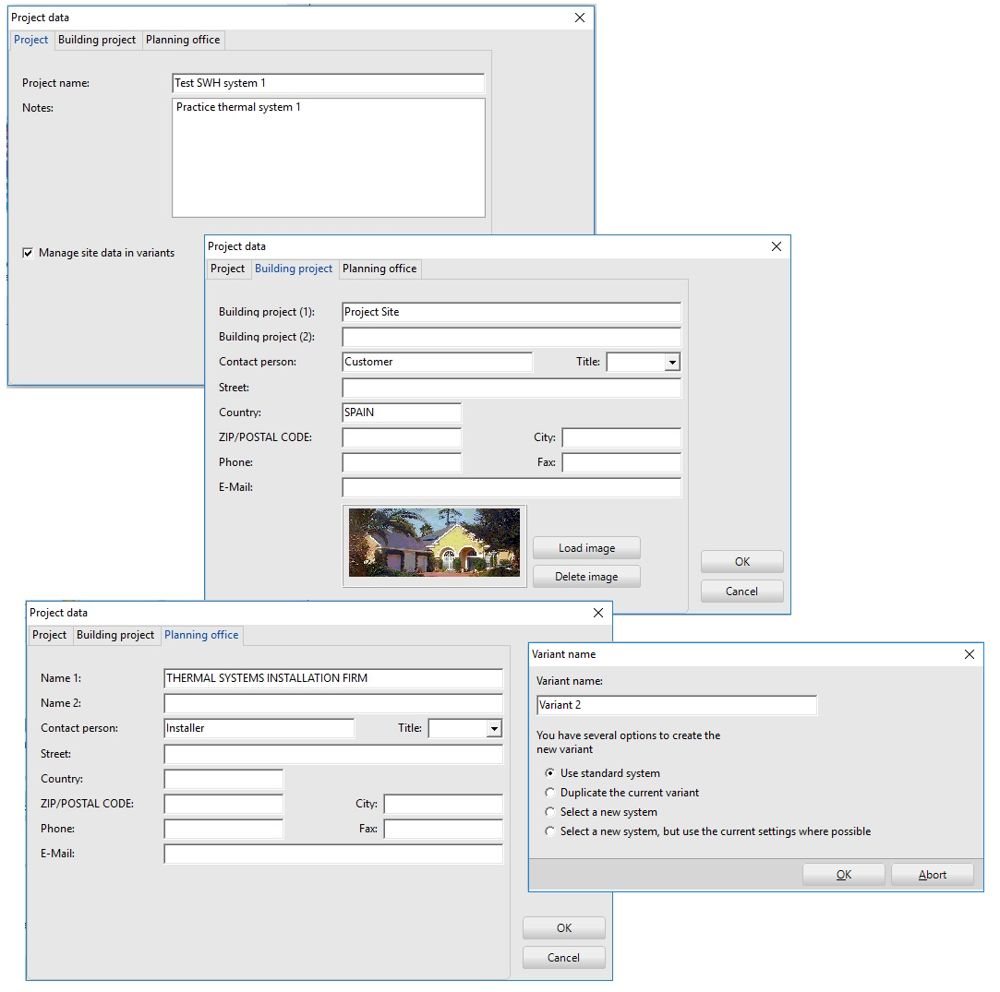 Project data
Project Building project Planning office
Project name: Test SWH system 1
Notes: Practice thermal system 1
Manage site data in variants
Project data
Project Building project Planning office
Building project (1): Project Site
Building project (2):
Contact person: Customer Title:
Street:
Country: SPAIN
ZIP/POSTAL CODE: City:
Phone: Fax:
E-Mail:
Load image
Delete image
OK
Cancel
Project data
Project Building project Planning office
Name 1: THERMAL SYSTEMS INSTALLATION FIRM
Name 2:
Contact person: Installer Title:
Street:
Country:
ZIP/POSTAL CODE: City:
Phone: Fax:
E-Mail:
OK
Cancel
Variant name
Variant name:
Variant 2
You have several options to create the
new variant
Use standard system
Duplicate the current variant
Select a new system
Select a new system, but use the current settings where possible
OK Abort